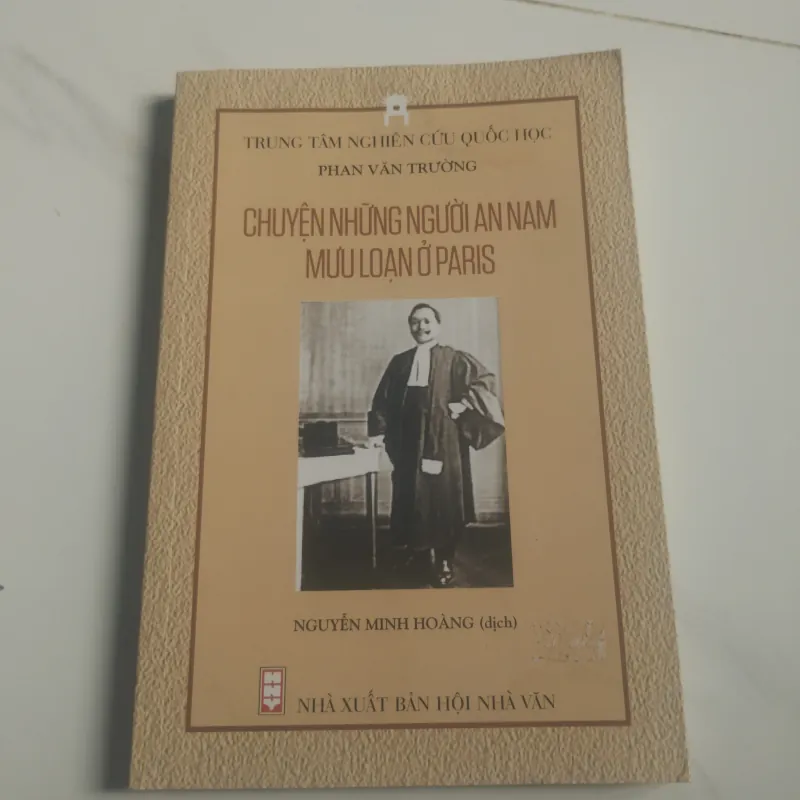 TRUNG TÂM NGHIÊN CỨU QUỐC HỌC
PHAN VĂN TRƯỜNG
CHUYỆN NHỮNG NGƯỜI AN NAM
MƯU LOẠN Ở PARIS
NGUYỄN MINH HOÀNG (dịch)
NHÀ XUẤT BẢN HỘI NHÀ VĂN